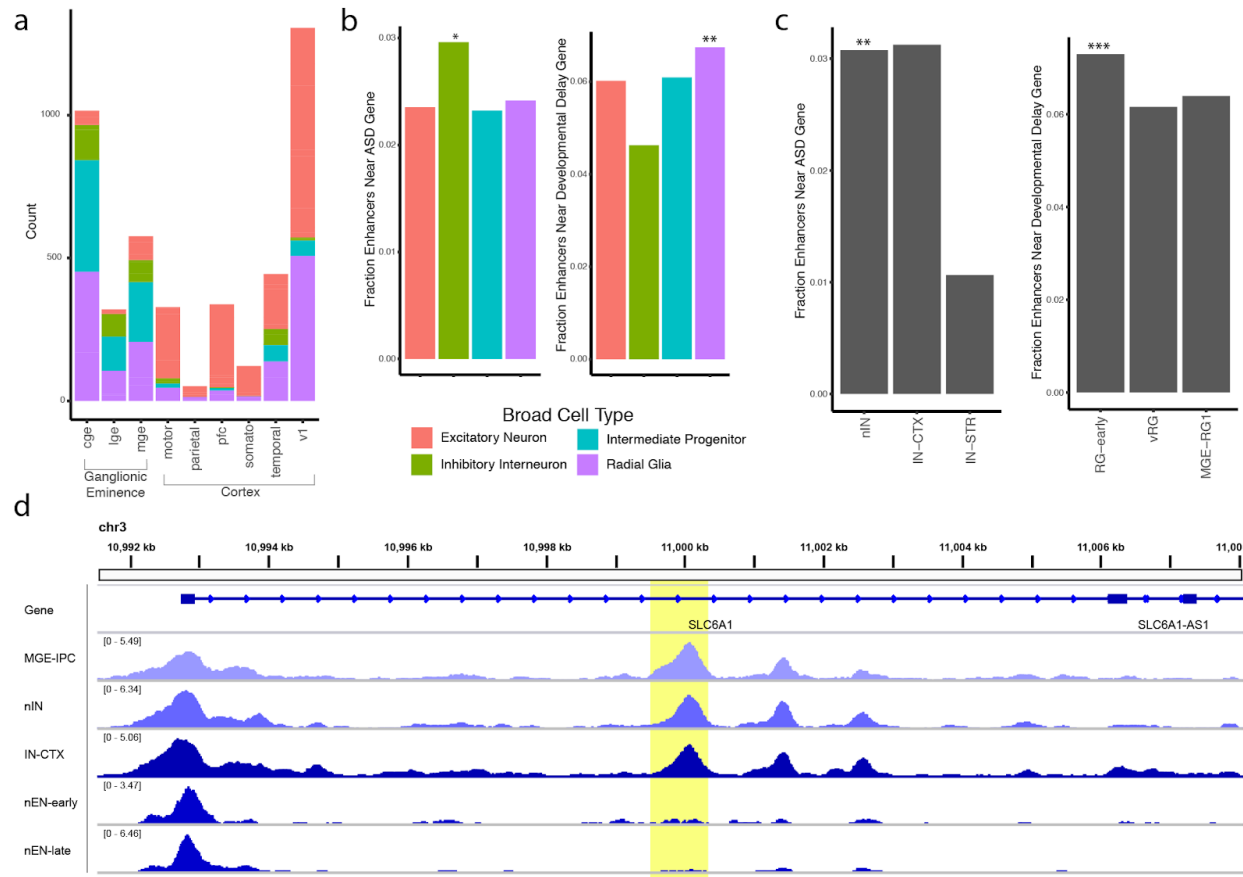 a
Count
1000
500
0
cge
lge
mge
motor
parietal
pfc
somato
temporal
v1
Ganglionic
Eminence
Cortex
b
Fraction Enhancers Near ASD Gene
0.03
0.02
0.01
0.00
*
Fraction Enhancers Near Developmental Delay Gene
0.06
0.04
0.02
0.00
**
Broad Cell Type
Excitatory Neuron
Intermediate Progenitor
Inhibitory Interneuron
Radial Glia
c
Fraction Enhancers Near ASD Gene
0.03
0.02
0.01
0.00
**
nIN
IN-CTX
IN-STR
Fraction Enhancers Near Developmental Delay Gene
0.06
0.04
0.02
0.00
***
RG-early
vRG
MGE-RG1
d
chr3
10,992 kb 10,994 kb 10,996 kb 10,998 kb 11,000 kb 11,002 kb 11,004 kb 11,006 kb 11,00
Gene
SLC6A1 SLC6A1-AS1
MGE-IPC [0 - 5.49]
nIN [0 - 6.34]
IN-CTX [0 - 5.06]
nEN-early [0 - 3.47]
nEN-late [0 - 6.46]